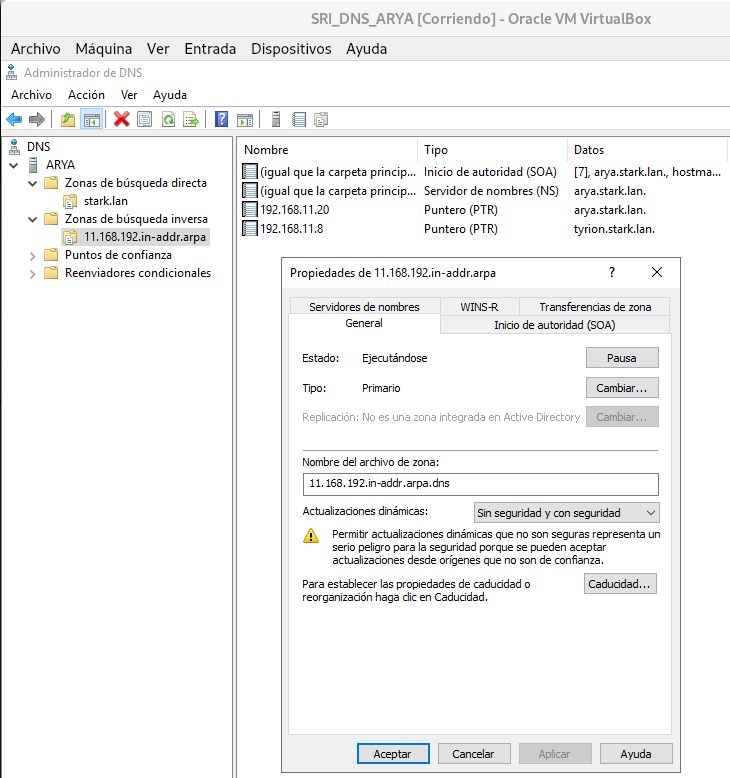 SRI_DNS_ARYA [Corriendo] - Oracle VM VirtualBox
Archivo Máquina Ver Entrada Dispositivos Ayuda
Administrador de DNS
Archivo Acción Ver Ayuda
DNS
ARYA
Zonas de búsqueda directa
stark.lan
Zonas de búsqueda inversa
11.168.192.in-addr.arpa
Puntos de confianza
Reenviadores condicionales
Nombre Tipo Datos
(igual que la carpeta princip... Inicio de autoridad (SOA) [7], arya.stark.lan., hostma...
(igual que la carpeta princip... Servidor de nombres (NS) arya.stark.lan.
192.168.11.20 Puntero (PTR) arya.stark.lan.
192.168.11.8 Puntero (PTR) tyrion.stark.lan.
Propiedades de 11.168.192.in-addr.arpa ?
Servidores de nombres WINS-R Transferencias de zona
General Inicio de autoridad (SOA)
Estado: Ejecutándose Pausa
Tipo: Primario Cambiar...
Replicación: No es una zona integrada en Active Directory Cambiar...
Nombre del archivo de zona:
11.168.192.in-addr.arpa.dns
Actualizaciones dinámicas: Sin seguridad y con seguridad
Permitir actualizaciones dinámicas que no son seguras representa un
serio peligro para la seguridad porque se pueden aceptar
actualizaciones desde orígenes que no son de confianza.
Para establecer las propiedades de caducidad o
reorganización haga clic en Caducidad.
Caducidad...
Aceptar Cancelar Aplicar Ayuda